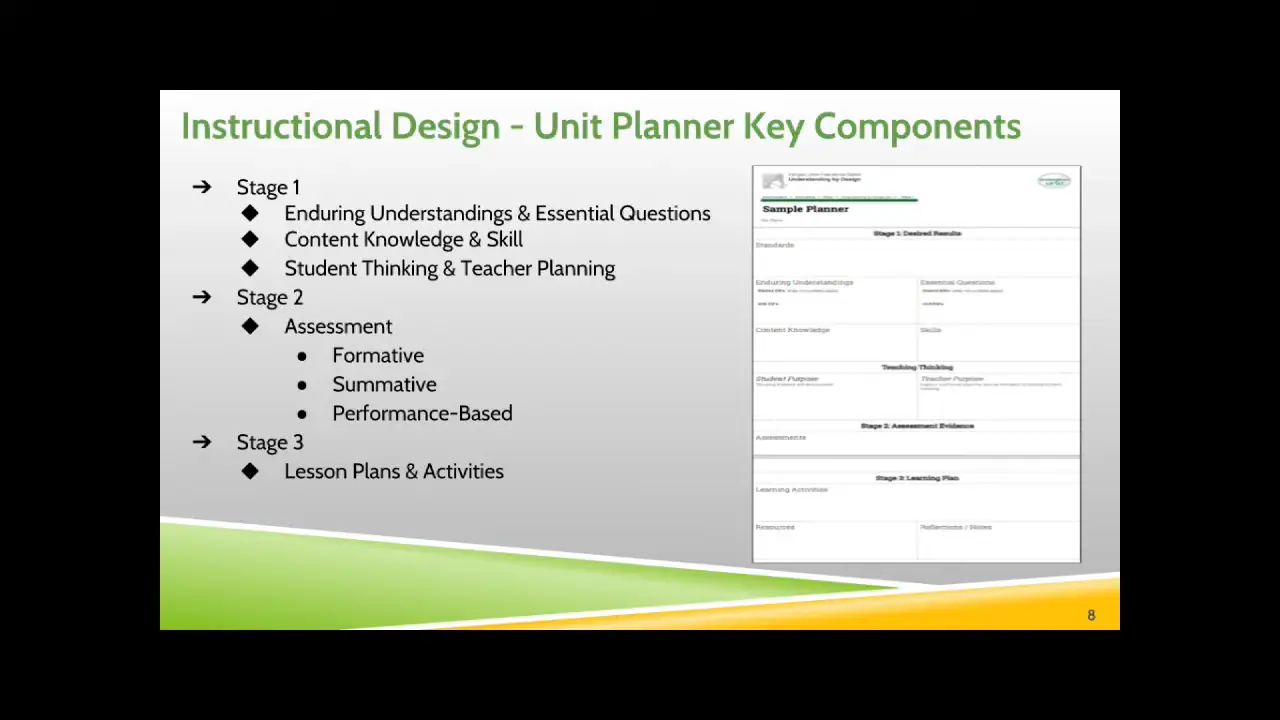 Instructional Design - Unit Planner Key Components
➔ Stage 1
◆ Enduring Understandings & Essential Questions
◆ Content Knowledge & Skill
◆ Student Thinking & Teacher Planning
➔ Stage 2
◆ Assessment
● Formative
● Summative
● Performance-Based
➔ Stage 3
◆ Lesson Plans & Activities
Understanding by Design
Sample Planner
Stage 1: Desired Results
Standards
Enduring Understandings
Essential Questions
Content Knowledge
Skills
Teaching Thinking
Student Purpose
Teacher Purpose
Stage 2: Assessment Evidence
Assessments
Stage 3: Learning Plan
Learning Activities
Resources
Reflections / Notes
8